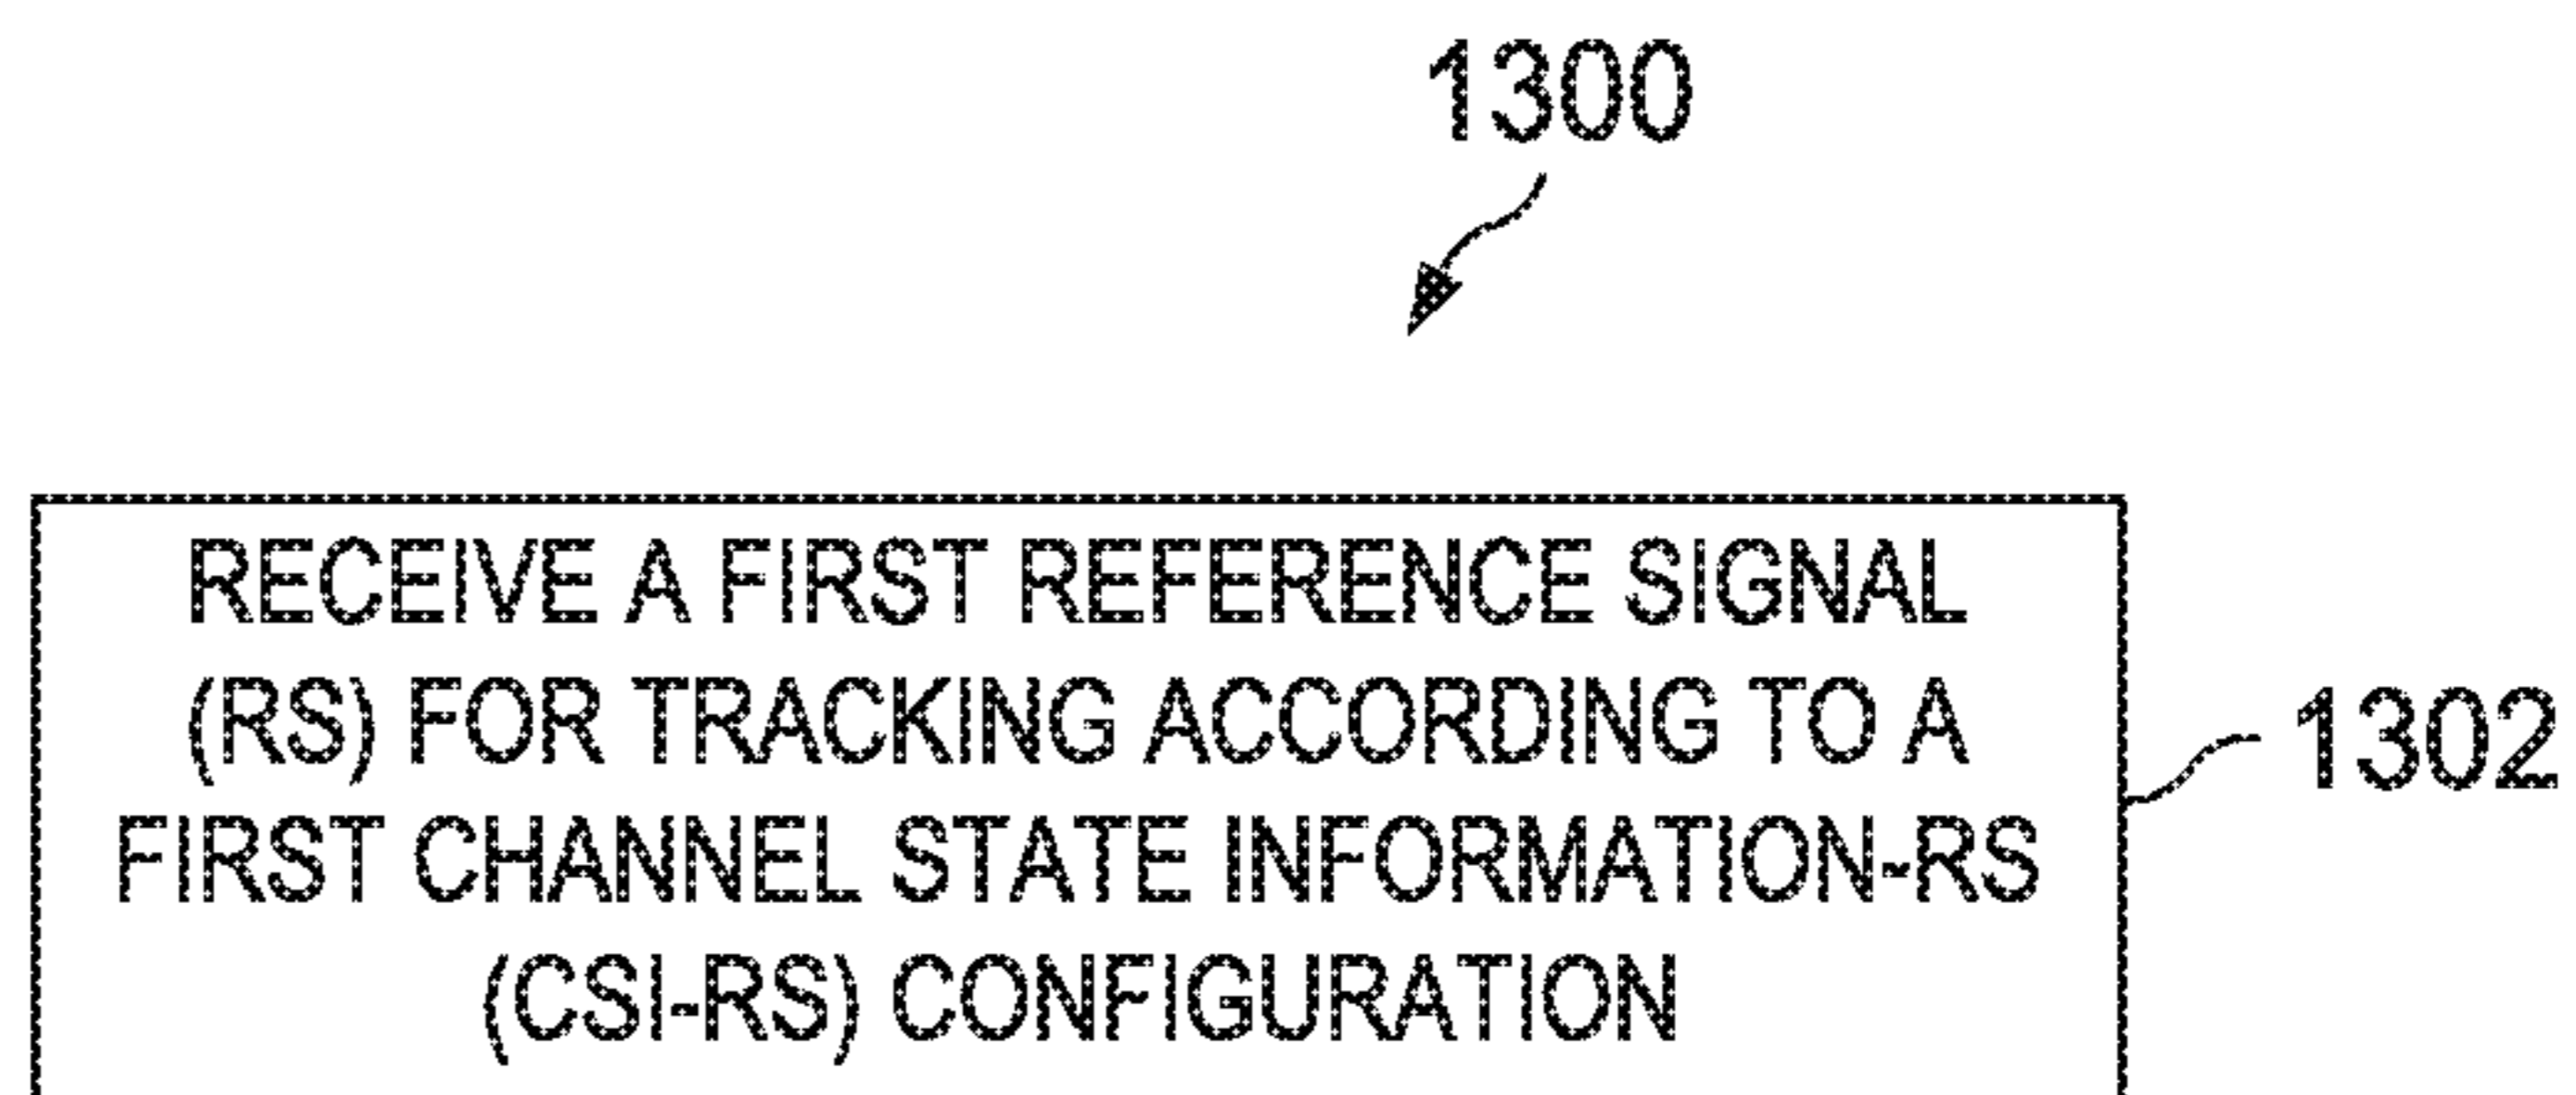 1300
RECEIVE A FIRST REFERENCE SIGNAL
(RS) FOR TRACKING ACCORDING TO A
FIRST CHANNEL STATE INFORMATION-RS
(CSI-RS) CONFIGURATION
1302